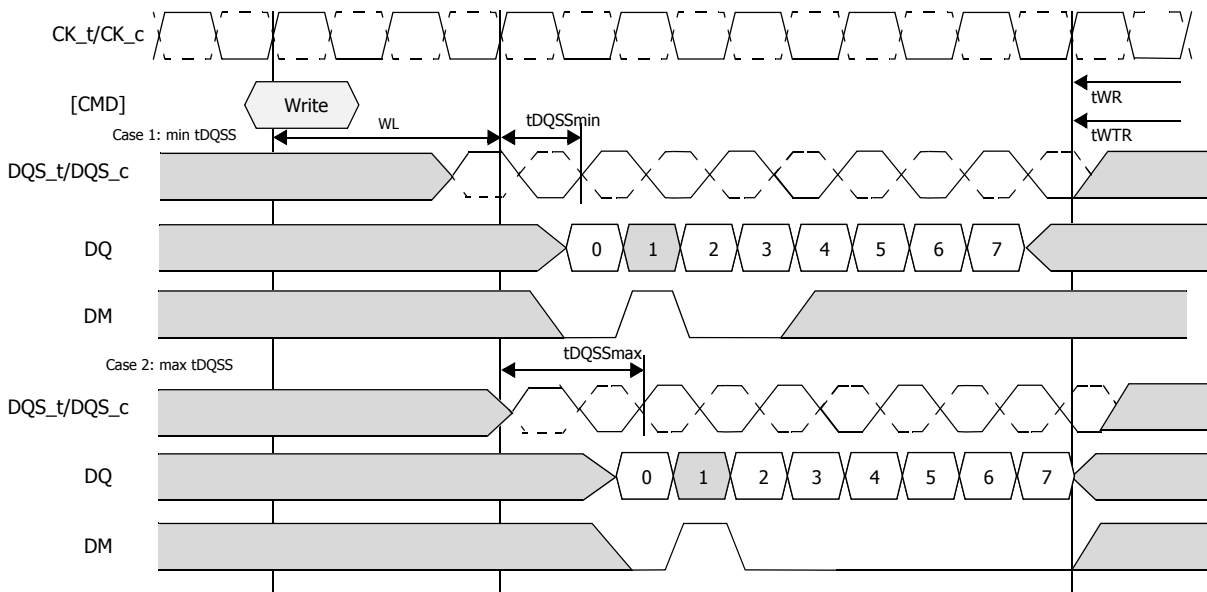 CK_t/CK_c
[CMD]
Write
tWR
Case 1: min tDQSS
WL
tDQSSmin
tWTR
DQS_t/DQS_c
DQ
0 1 2 3 4 5 6 7
DM
Case 2: max tDQSS
tDQSSmax
DQS_t/DQS_c
DQ
0 1 2 3 4 5 6 7
DM